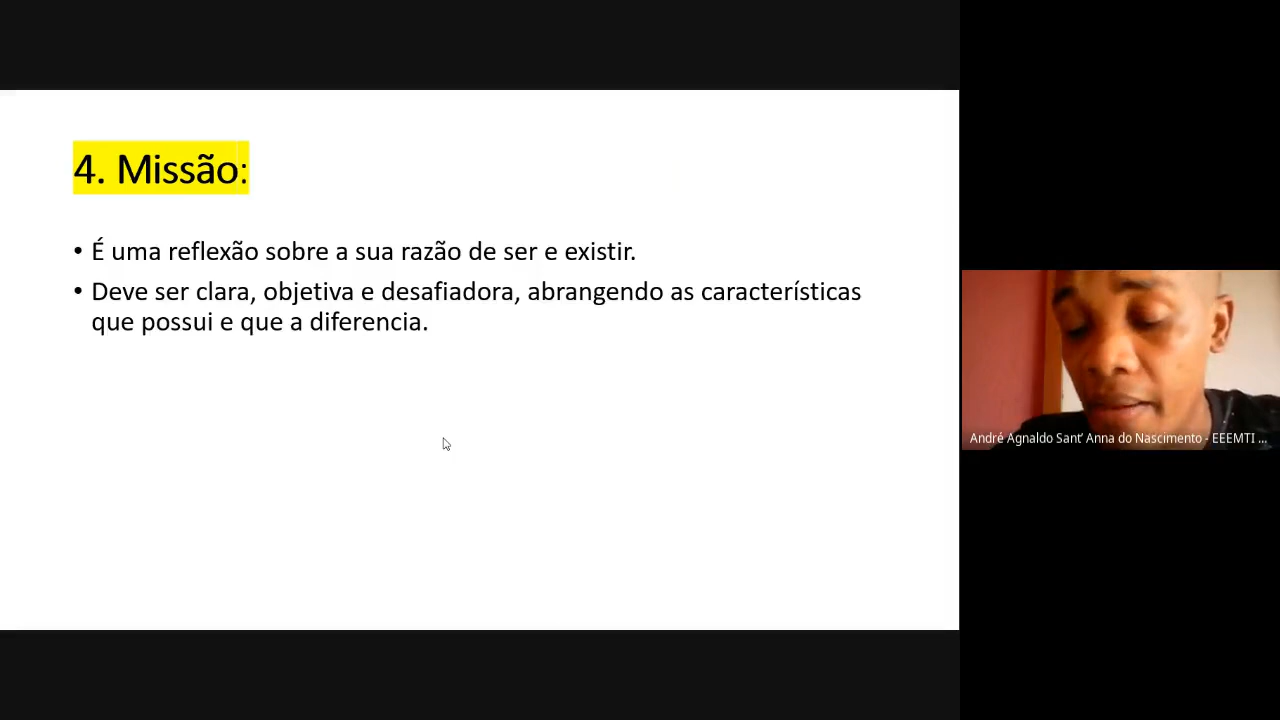 4. Missão:
• É uma reflexão sobre a sua razão de ser e existir.
• Deve ser clara, objetiva e desafiadora, abrangendo as características
que possui e que a diferencia.
André Agnaldo Sant' Anna do Nascimento - EEEMTI ...